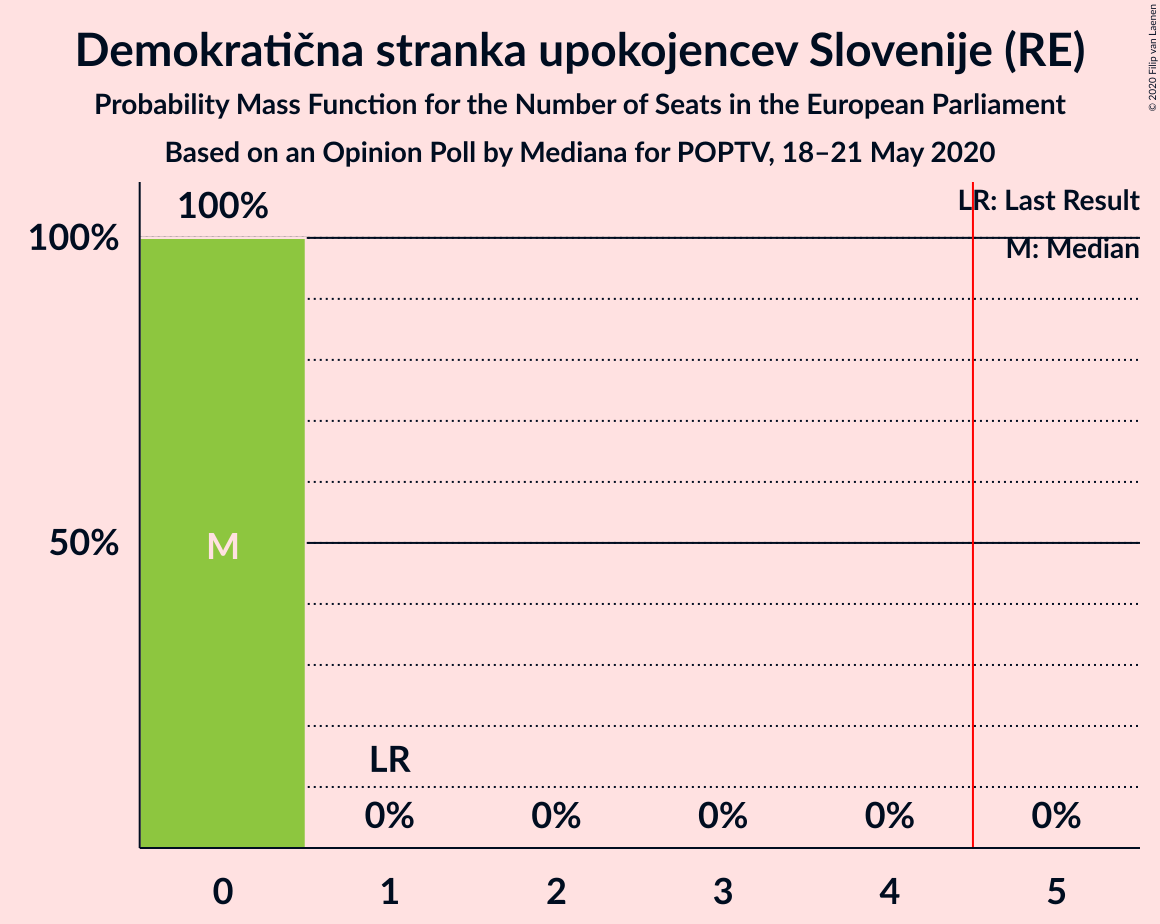 Demokratična stranka upokojencev Slovenije (RE)
Probability Mass Function for the Number of Seats in the European Parliament
Based on an Opinion Poll by Mediana for POPTV, 18–21 May 2020
© 2020 Filip van Laenen
LR: Last Result
M: Median
100%
100%
50%
M
LR
0% 0% 0% 0% 0%
0 1 2 3 4 5